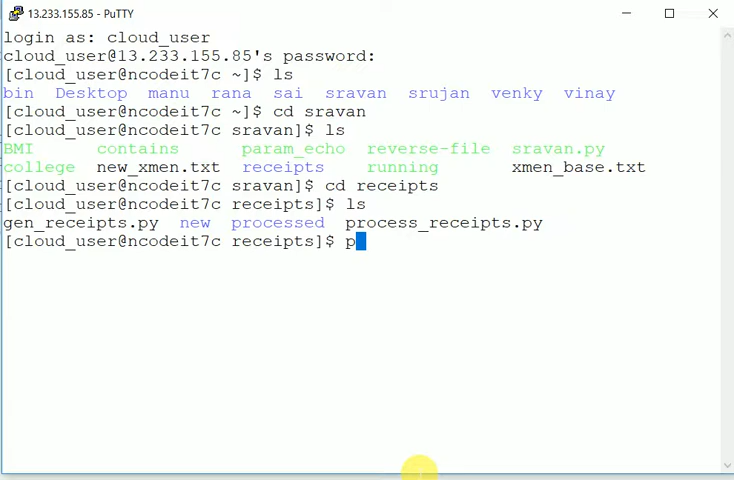 13.233.155.85 - PuTTY
login as: cloud_user
cloud_user@13.233.155.85's password:
[cloud_user@ncodeit7c ~]$ ls
bin Desktop manu rana sai sravan srujan venky vinay
[cloud_user@ncodeit7c ~]$ cd sravan
[cloud_user@ncodeit7c sravan]$ ls
BMI contains param_echo reverse-file sravan.py
college new_xmen.txt receipts running xmen_base.txt
[cloud_user@ncodeit7c sravan]$ cd receipts
[cloud_user@ncodeit7c receipts]$ ls
gen_receipts.py new processed process_receipts.py
[cloud_user@ncodeit7c receipts]$ p